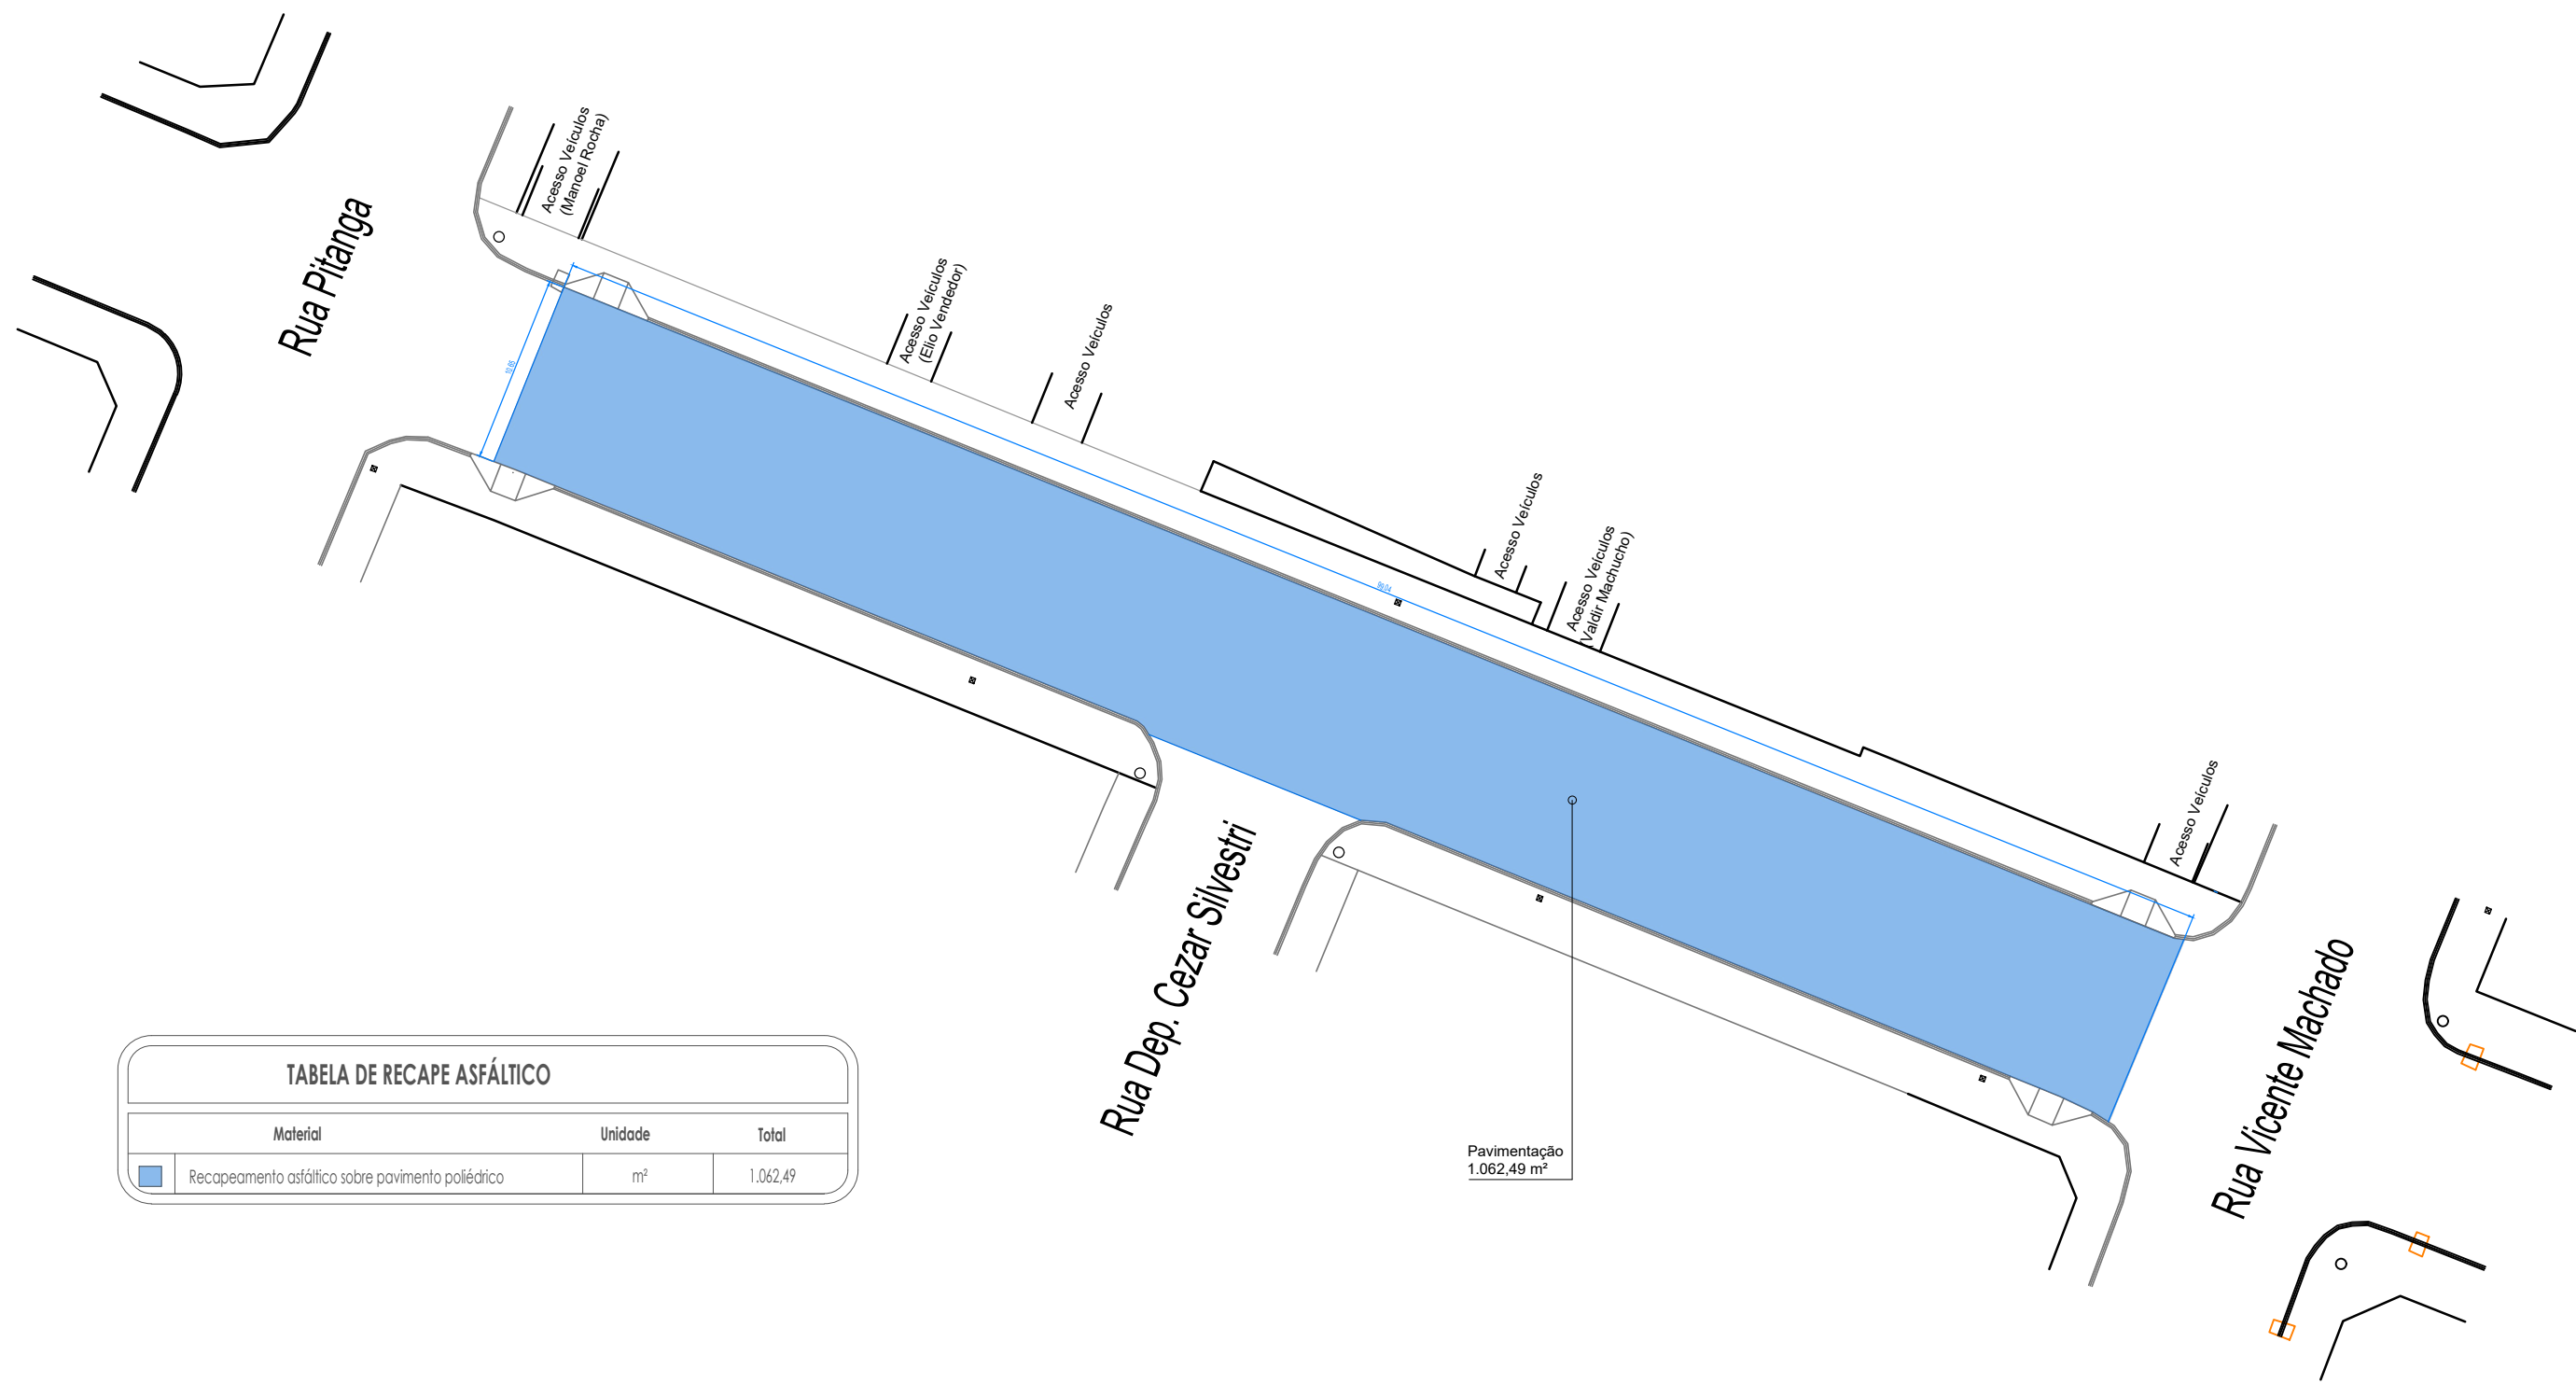 Acesso Veículos
(Manoel Rocha)
Rua Pitanga
Acesso Veículos
(Elio Vendedor)
Acesso Veículos
Acesso Veículos
Acesso Veículos
(Valdir Machucho)
99,04
Acesso Veículos
Rua Dep. Cezar Silvestri
Rua Vicente Machado
Pavimentação
1.062,49 m²
TABELA DE RECAPE ASFÁLTICO
Material Unidade Total
Recapeamento asfáltico sobre pavimento poliédrico m² 1.062,49